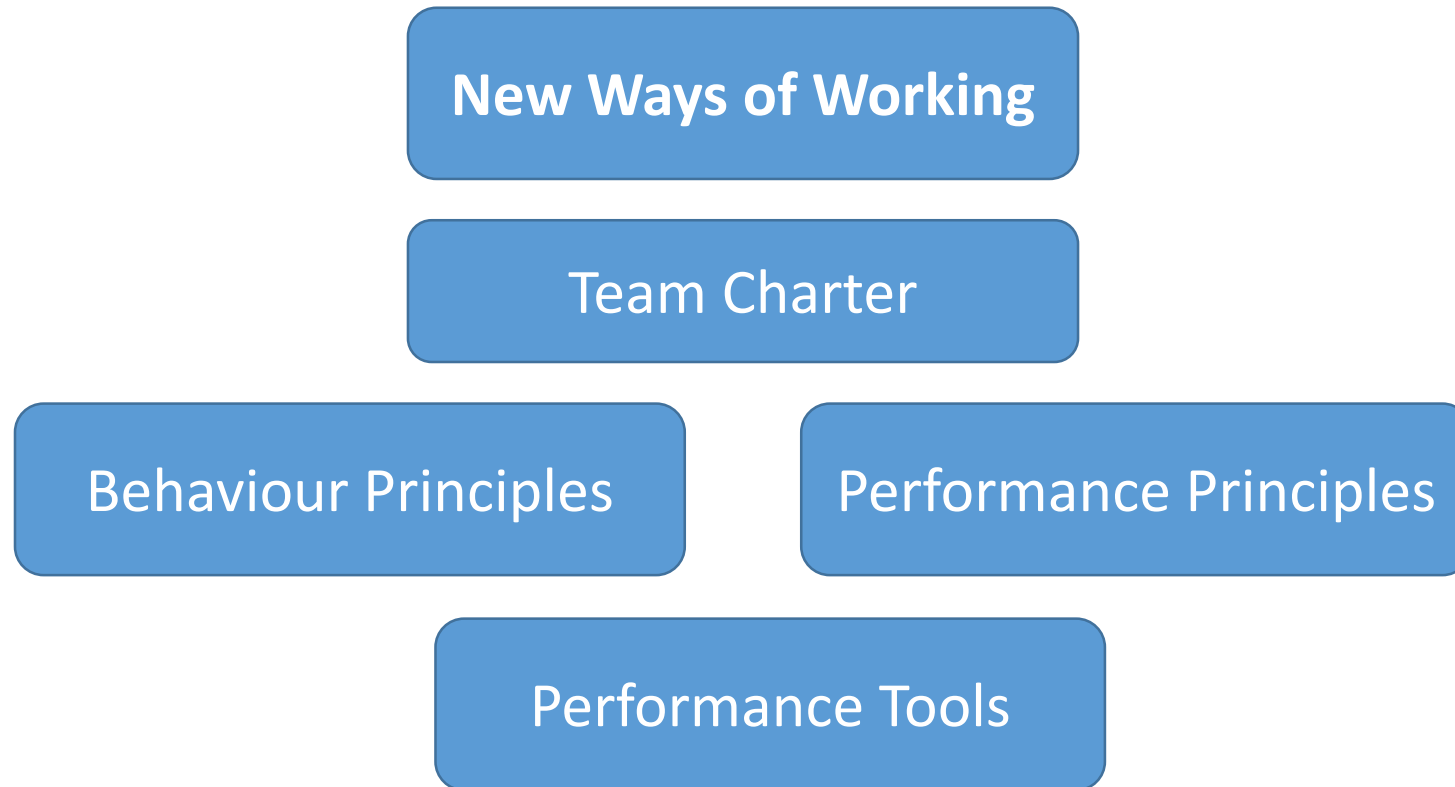 New Ways of Working
Team Charter
Behaviour Principles
Performance Principles
Performance Tools